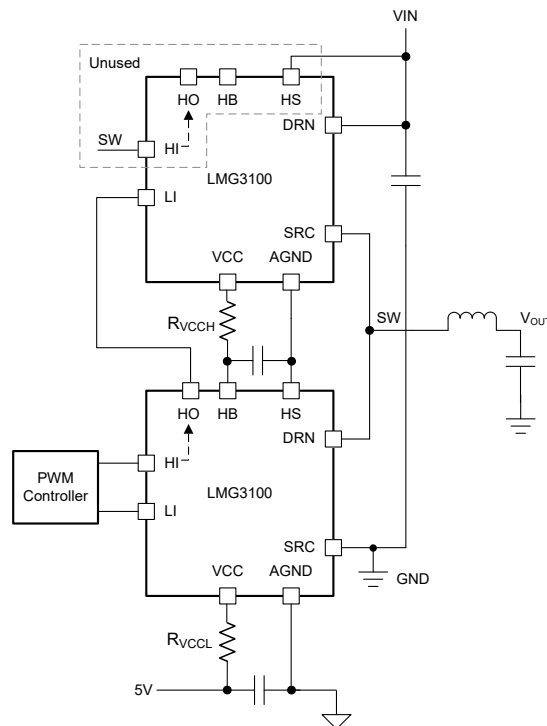 VIN
Unused
HO HB HS
DRN
SW HI
LMG3100
LI
SRC
VCC AGND
RVCCH
SW
VOUT
HO HB HS
DRN
PWM
Controller
HI
LMG3100
LI
SRC
VCC AGND
GND
RVCCL
5V